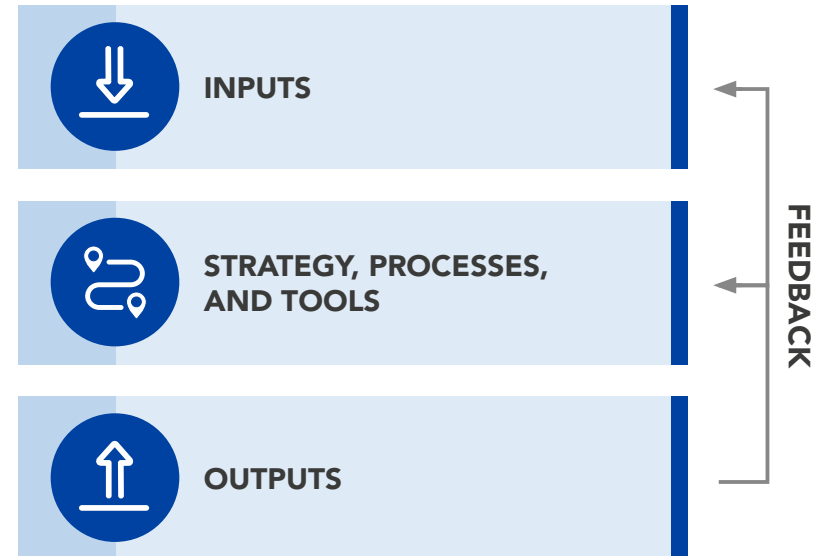 INPUTS
STRATEGY, PROCESSES,
AND TOOLS
OUTPUTS
FEEDBACK